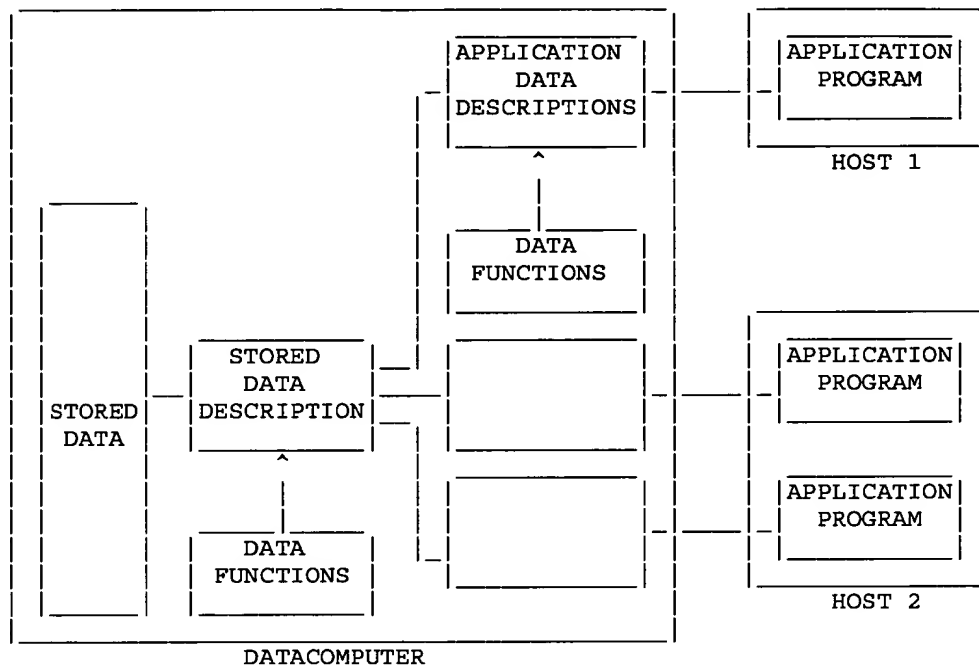 APPLICATION
DATA
DESCRIPTIONS
APPLICATION
PROGRAM
HOST 1
DATA
FUNCTIONS
STORED
DATA
STORED
DATA
DESCRIPTION
APPLICATION
PROGRAM
APPLICATION
PROGRAM
DATA
FUNCTIONS
HOST 2
DATACOMPUTER